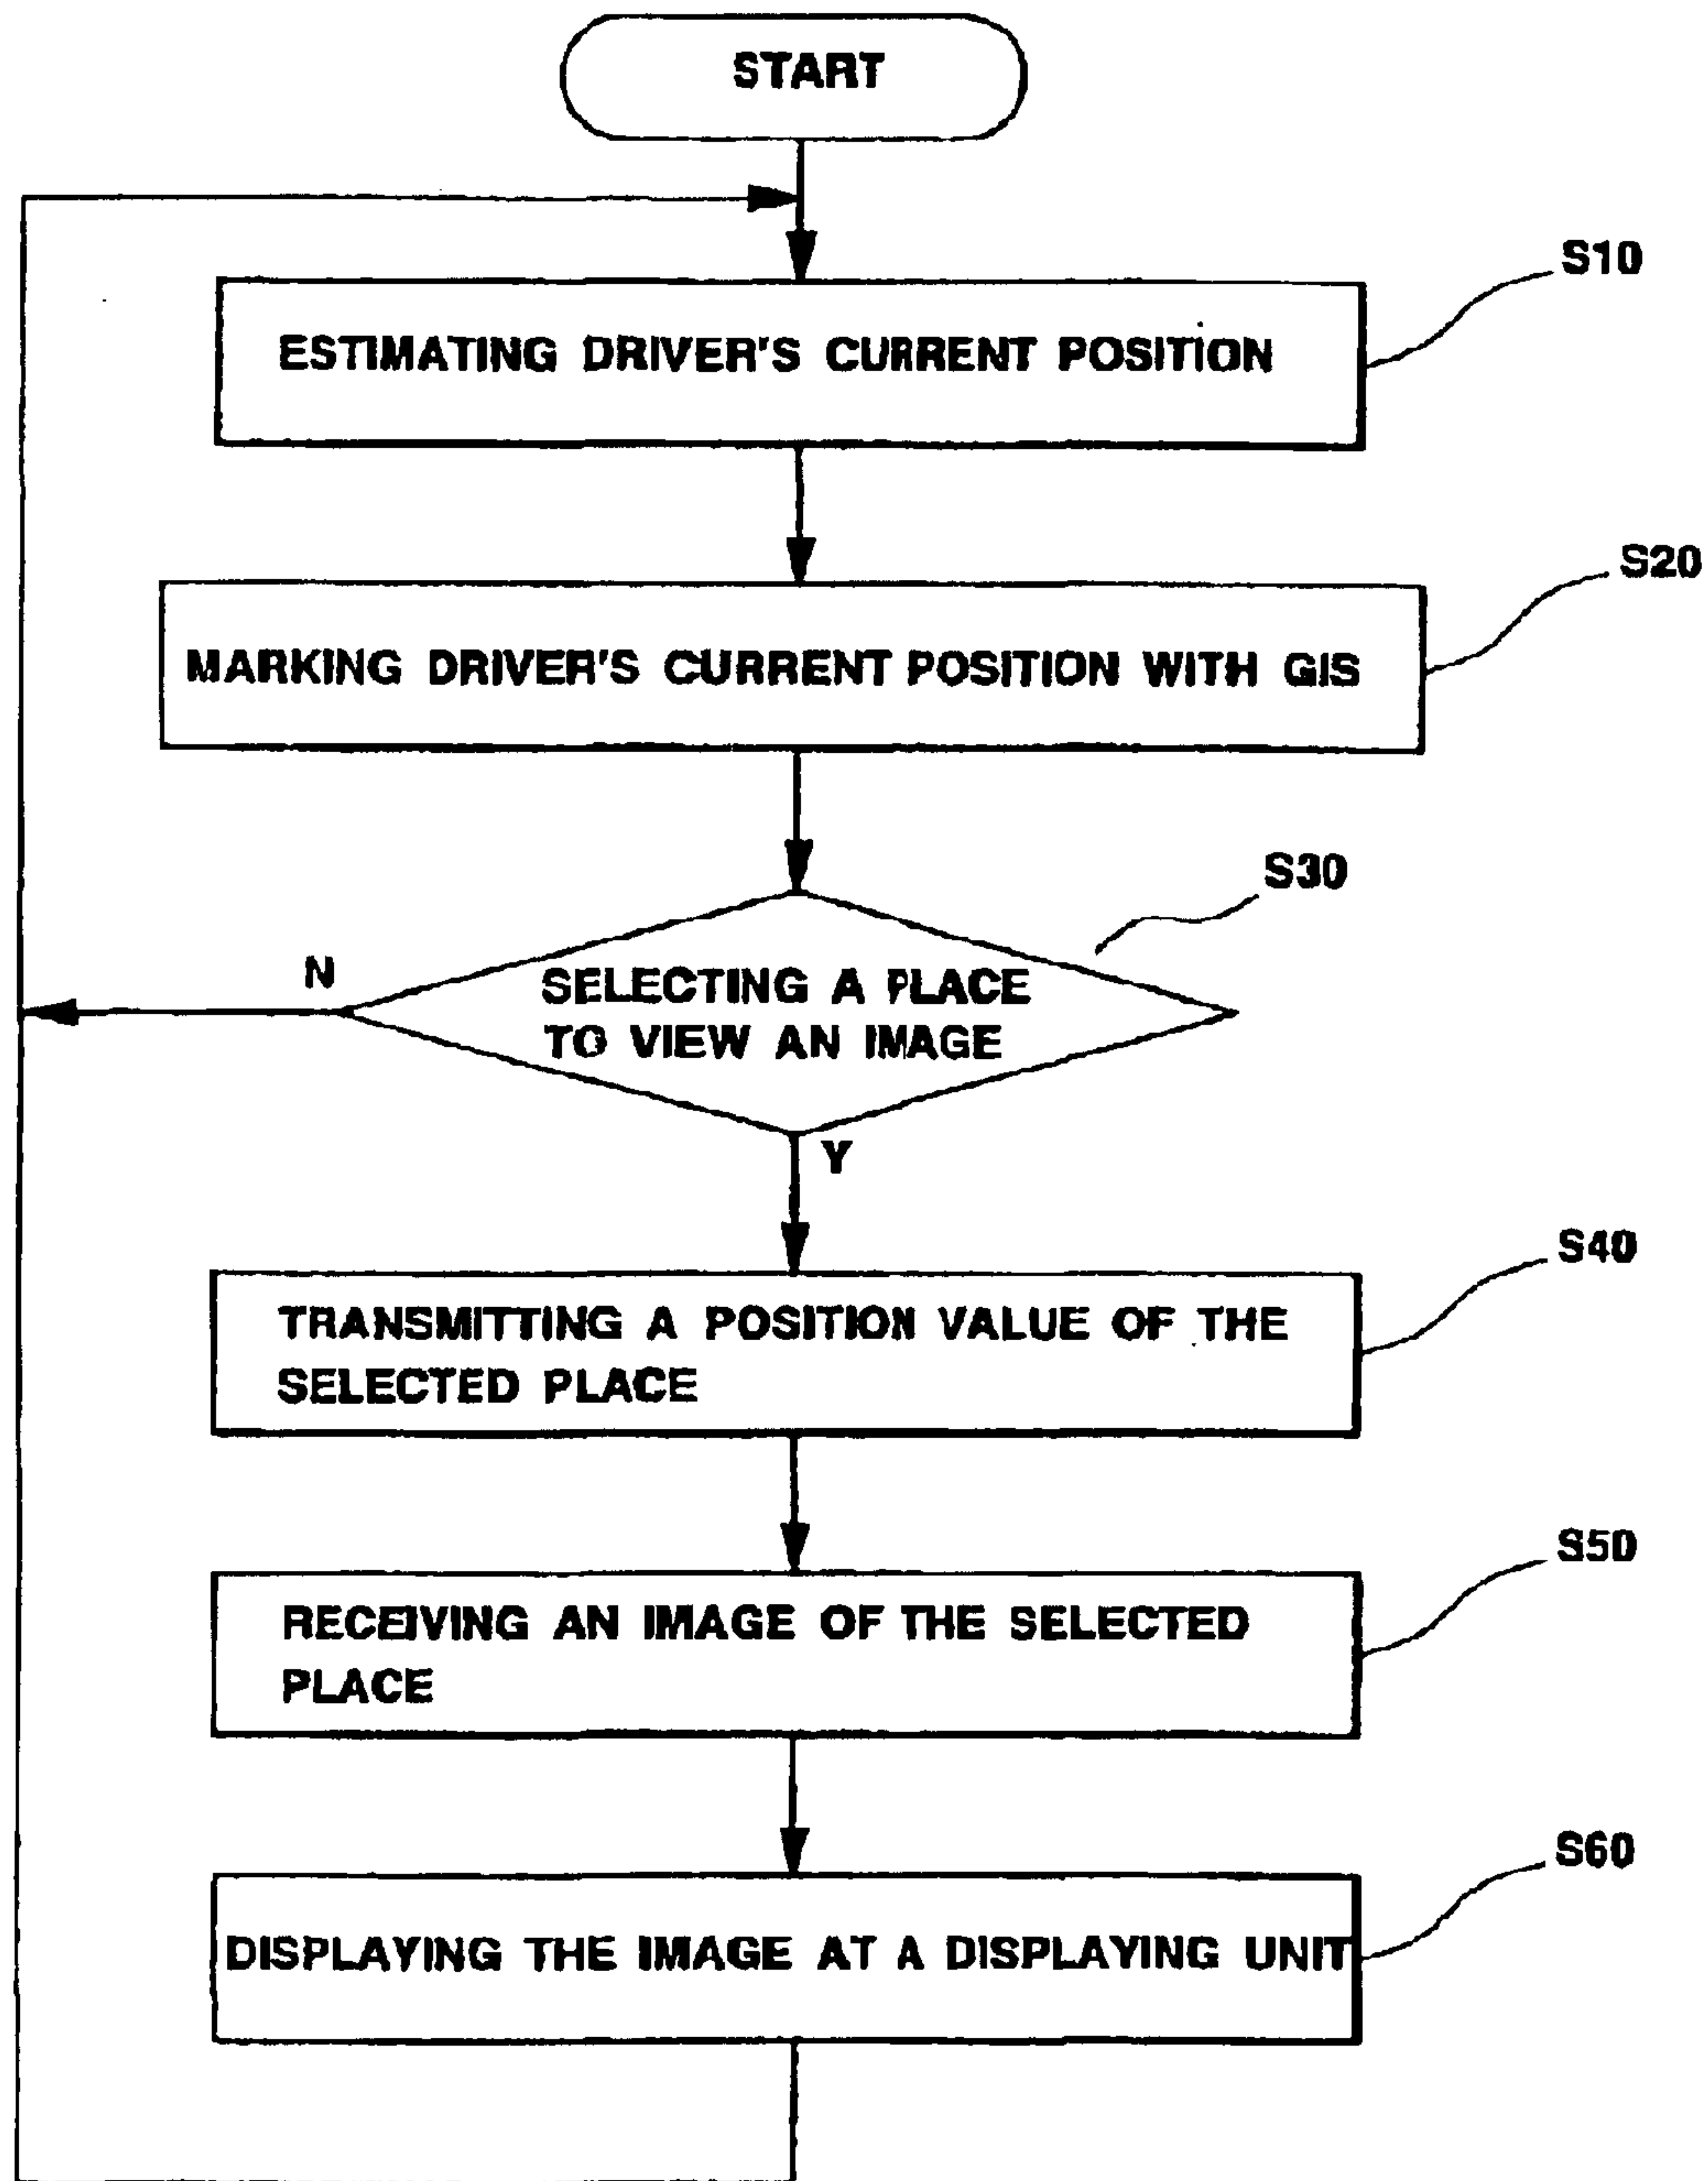 START
S10
ESTIMATING DRIVER'S CURRENT POSITION
S20
MARKING DRIVER'S CURRENT POSITION WITH GIS
S30
N
SELECTING A PLACE
TO VIEW AN IMAGE
Y
S40
TRANSMITTING A POSITION VALUE OF THE
SELECTED PLACE
S50
RECEIVING AN IMAGE OF THE SELECTED
PLACE
S60
DISPLAYING THE IMAGE AT A DISPLAYING UNIT